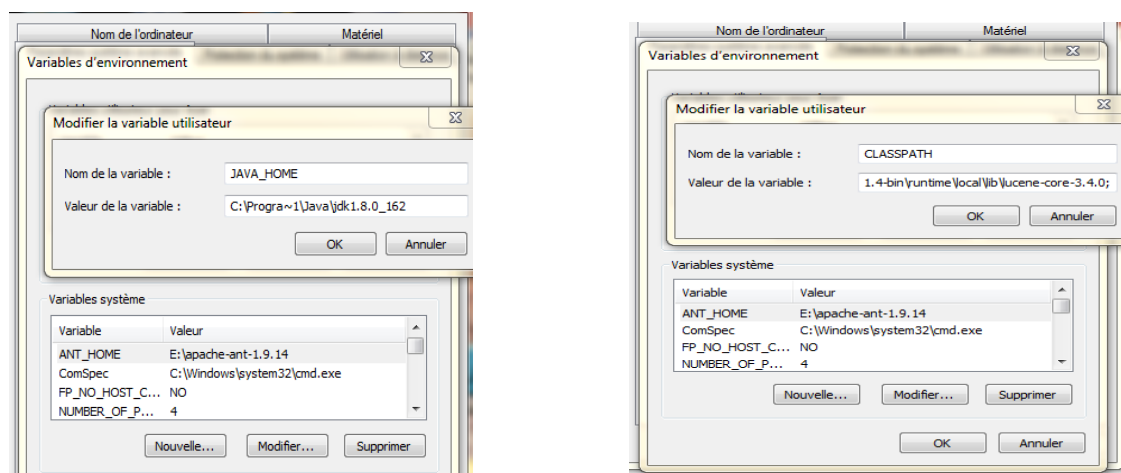 Nom de l'ordinateur Matériel
Variables d'environnement
Modifier la variable utilisateur
Nom de la variable : JAVA_HOME
Valeur de la variable : C:\Progra~1\Java\jdk1.8.0_162
OK Annuler
Variables système
Variable Valeur
ANT_HOME E:\apache-ant-1.9.14
ComSpec C:\Windows\system32\cmd.exe
FP_NO_HOST_C... NO
NUMBER_OF_P... 4
Nouvelle... Modifier... Supprimer
Nom de l'ordinateur Matériel
Variables d'environnement
Modifier la variable utilisateur
Nom de la variable : CLASSPATH
Valeur de la variable : 1.4-bin\runtime\local\lib\lucene-core-3.4.0;
OK Annuler
Variables système
Variable Valeur
ANT_HOME E:\apache-ant-1.9.14
ComSpec C:\Windows\system32\cmd.exe
FP_NO_HOST_C... NO
NUMBER_OF_P... 4
Nouvelle... Modifier... Supprimer
OK Annuler